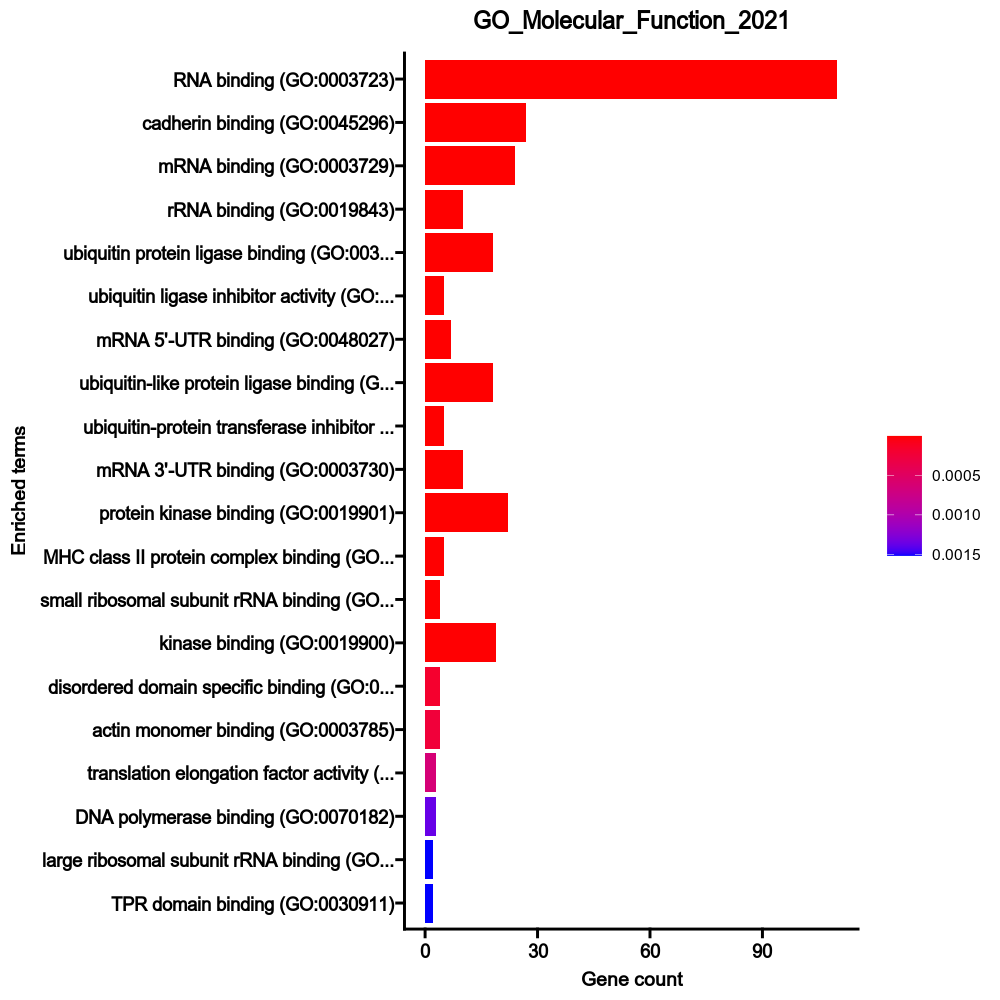 GO_Molecular_Function_2021
RNA binding (GO:0003723)
cadherin binding (GO:0045296)
mRNA binding (GO:0003729)
rRNA binding (GO:0019843)
ubiquitin protein ligase binding (GO:003...
ubiquitin ligase inhibitor activity (GO:...
mRNA 5'-UTR binding (GO:0048027)
ubiquitin-like protein ligase binding (G...
ubiquitin-protein transferase inhibitor ...
mRNA 3'-UTR binding (GO:0003730)
protein kinase binding (GO:0019901)
MHC class II protein complex binding (GO...
small ribosomal subunit rRNA binding (GO...
kinase binding (GO:0019900)
disordered domain specific binding (GO:0...
actin monomer binding (GO:0003785)
translation elongation factor activity (...
DNA polymerase binding (GO:0070182)
large ribosomal subunit rRNA binding (GO...
TPR domain binding (GO:0030911)
Enriched terms
0 30 60 90
Gene count
0.0005
0.0010
0.0015